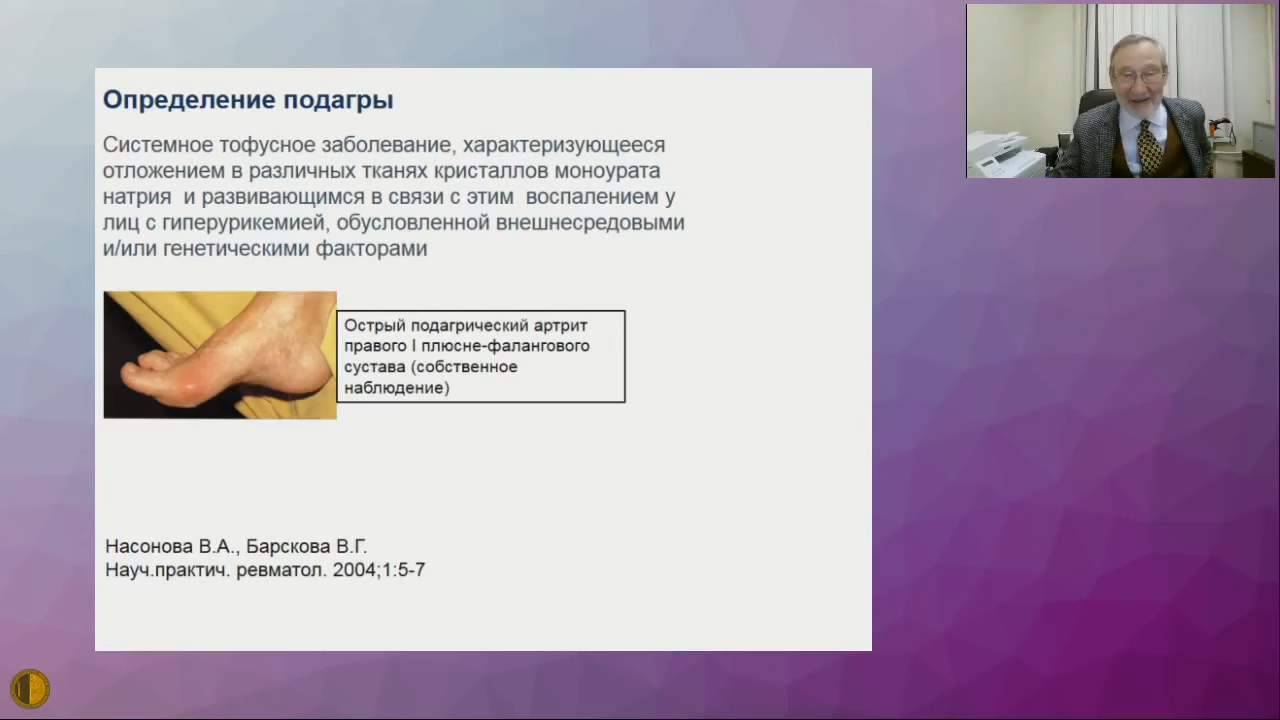 Определение подагры
Системное тофусное заболевание, характеризующееся
отложением в различных тканях кристаллов моноурата
натрия и развивающимся в связи с этим воспалением у
лиц с гиперурикемией, обусловленной внешнесредовыми
и/или генетическими факторами
Острый подагрический артрит
правого I плюсне-фалангового
сустава (собственное
наблюдение)
Насонова В.А., Барскова В.Г.
Науч.практич. ревматол. 2004;1:5-7